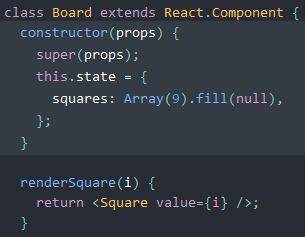 class Board extends React.Component {
  constructor(props) {
    super(props);
    this.state = {
      squares: Array(9).fill(null),
    };
  }

  renderSquare(i) {
    return <Square value={i} />;
  }